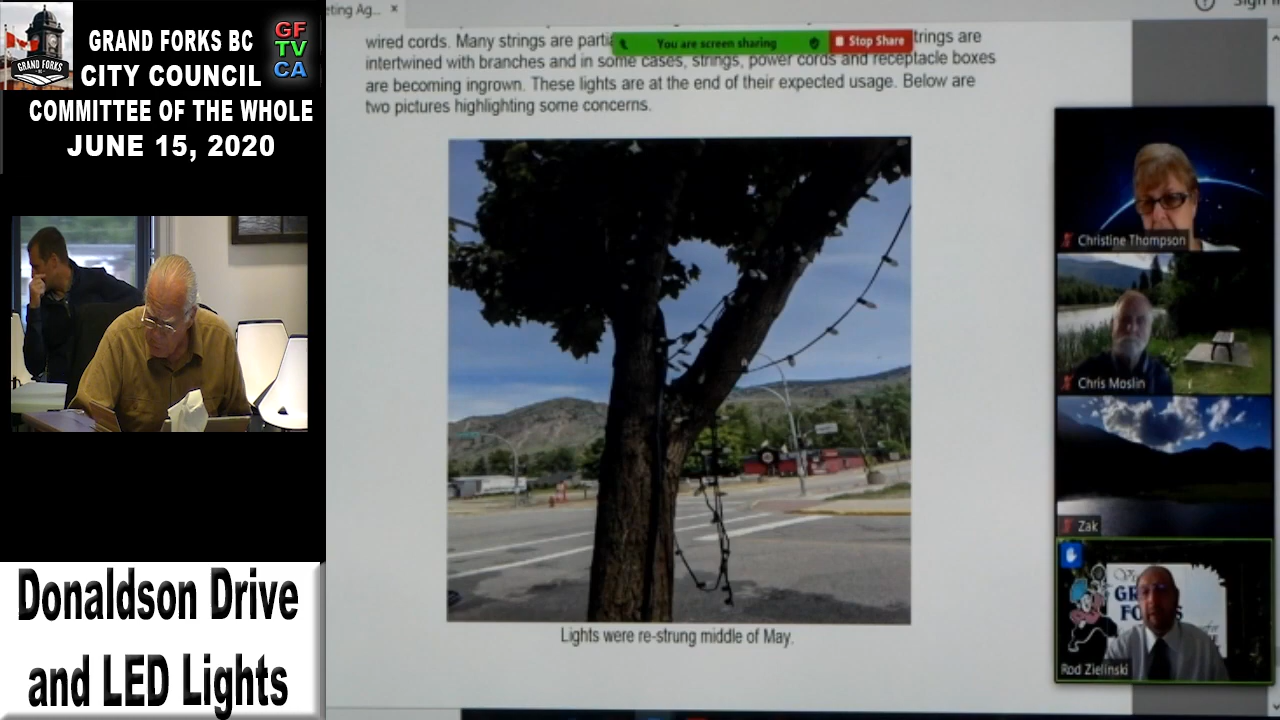 GRAND FORKS BC
CITY COUNCIL
COMMITTEE OF THE WHOLE
JUNE 15, 2020
GF
TV
CA
GRAND FORKS
Donaldson Drive
and LED Lights
eting Ag... ×
Sign
wired cords. Many strings are
intertwined with branches and in some cases, strings, power cords and receptacle boxes
are becoming ingrown. These lights are at the end of their expected usage. Below are
two pictures highlighting some concerns.
You are screen sharing
Stop Share
Lights were re-strung middle of May.
Christine Thompson
Chris Moslin
Zak
GR
FO
Rod Zielinski